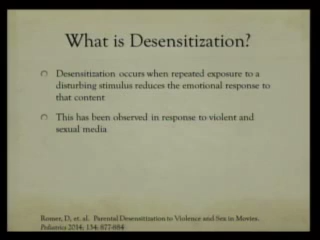 What is Desensitization?
Desensitization occurs when repeated exposure to a
disturbing stimulus reduces the emotional response to
that content
This has been observed in response to violent and
sexual media
Romer, D, et. al. Parental Desensitization to Violence and Sex in Movies.
Pediatrics 2014; 134: 877-884